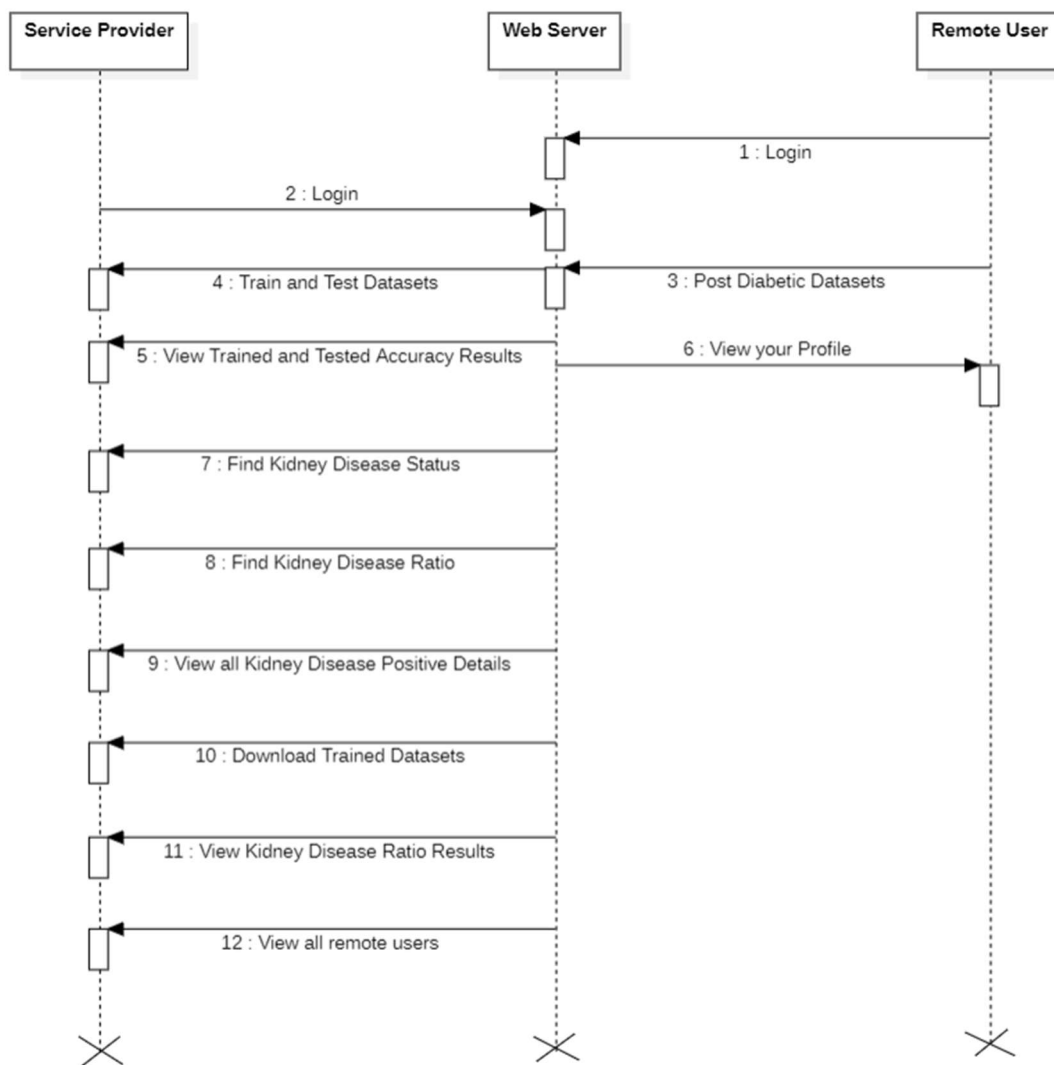 Service Provider
Web Server
Remote User
1 : Login
2 : Login
4 : Train and Test Datasets
3 : Post Diabetic Datasets
5 : View Trained and Tested Accuracy Results
6 : View your Profile
7 : Find Kidney Disease Status
8 : Find Kidney Disease Ratio
9 : View all Kidney Disease Positive Details
10 : Download Trained Datasets
11 : View Kidney Disease Ratio Results
12 : View all remote users